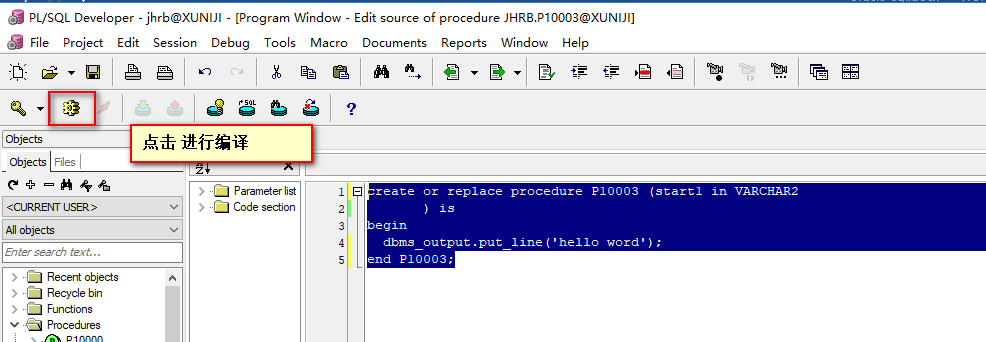 PL/SQL Developer - jhrb@XUNIJI - [Program Window - Edit source of procedure JHRB.P10003@XUNIJI]
File Project Edit Session Debug Tools Macro Documents Reports Window Help
SQL
?
Objects
点击 进行编译
Objects Files
A
Z
<CURRENT USER>
All objects
Enter search text...
Recent objects
Recycle bin
Functions
Procedures
P10000
Parameter list
Code section
1 create or replace procedure P10003 (start1 in VARCHAR2
2 ) is
3 begin
4 dbms_output.put_line('hello word');
5 end P10003;